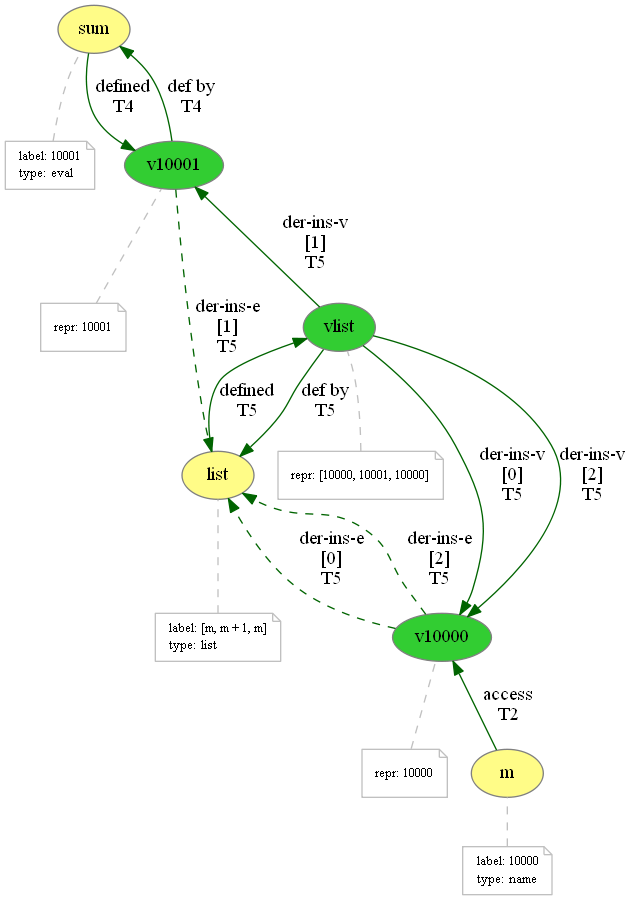 sum
defined
T4
def by
T4
label: 10001
type: eval
v10001
der-ins-v
[1]
T5
repr: 10001
der-ins-e
[1]
T5
vlist
defined
T5
def by
T5
der-ins-v
[0]
T5
der-ins-v
[2]
T5
list
repr: [10000, 10001, 10000]
der-ins-e
[0]
T5
der-ins-e
[2]
T5
label: [m, m + 1, m]
type: list
v10000
access
T2
repr: 10000
m
label: 10000
type: name